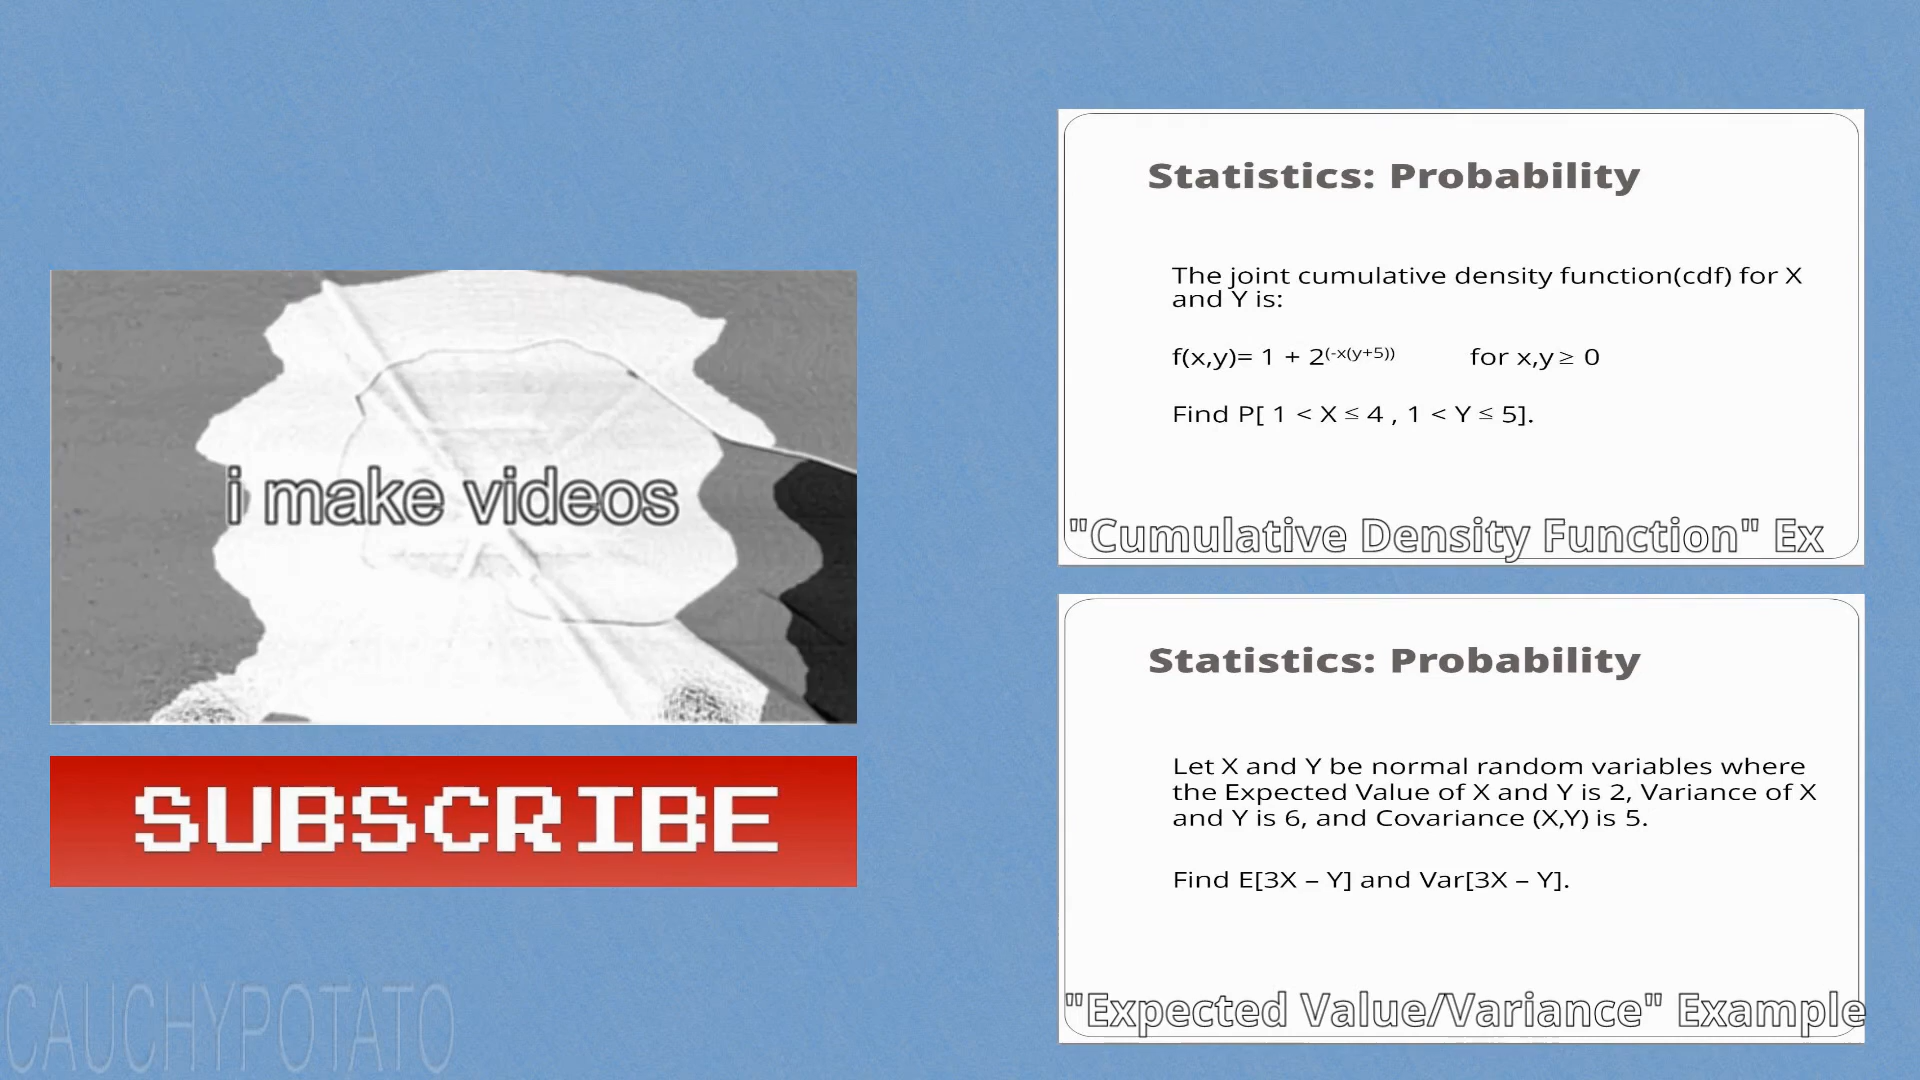 i make videos
SUBSCRIBE
CAUCHYPOTATO
Statistics: Probability
The joint cumulative density function(cdf) for X
and Y is:
f(x,y)= 1 + 2^(-x(y+5)) for x,y ≥ 0
Find P[ 1 < X ≤ 4 , 1 < Y ≤ 5].
"Cumulative Density Function" Ex
Statistics: Probability
Let X and Y be normal random variables where
the Expected Value of X and Y is 2, Variance of X
and Y is 6, and Covariance (X,Y) is 5.
Find E[3X – Y] and Var[3X – Y].
"Expected Value/Variance" Example